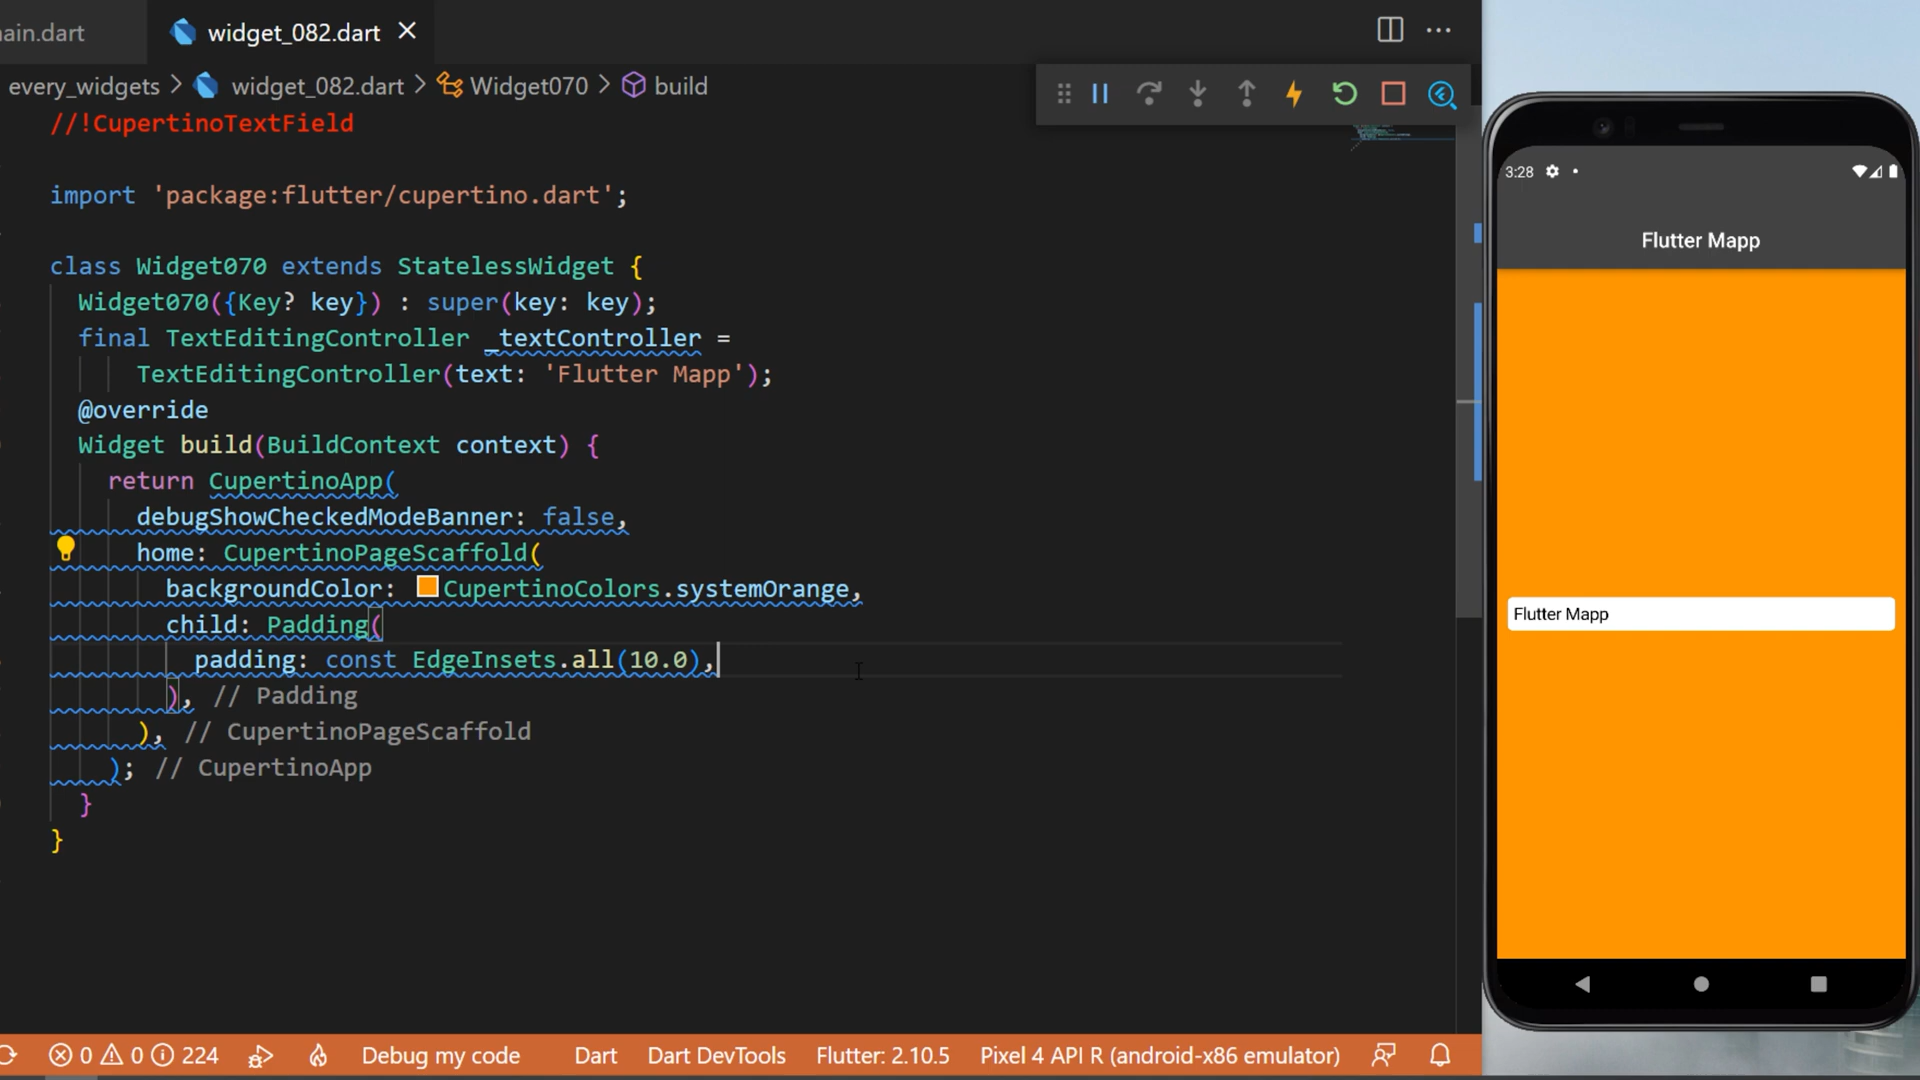 ain.dart
widget_082.dart
every_widgets > widget_082.dart > Widget070 > build
//!CupertinoTextField
import 'package:flutter/cupertino.dart';
class Widget070 extends StatelessWidget {
Widget070({Key? key}) : super(key: key);
final TextEditingController _textController =
TextEditingController(text: 'Flutter Mapp');
@override
Widget build(BuildContext context) {
return CupertinoApp(
debugShowCheckedModeBanner: false,
home: CupertinoPageScaffold(
backgroundColor: CupertinoColors.systemOrange,
child: Padding(
padding: const EdgeInsets.all(10.0),
), // Padding
), // CupertinoPageScaffold
); // CupertinoApp
}
}
3:28
Flutter Mapp
Flutter Mapp
0 0 224 Debug my code Dart Dart DevTools Flutter: 2.10.5 Pixel 4 API R (android-x86 emulator)